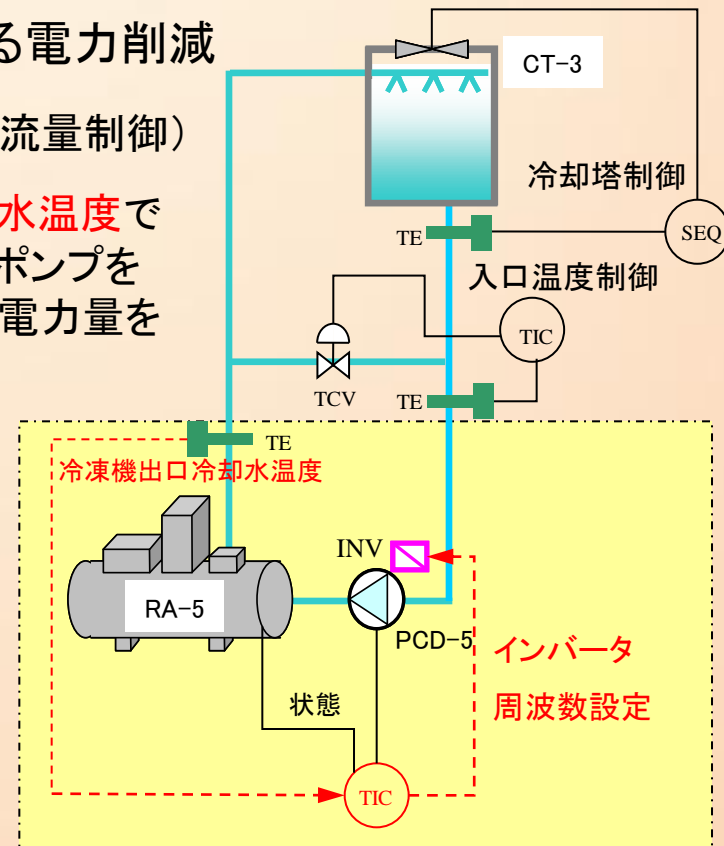 る電力削減
流量制御）
水温度で
ポンプを
電力量を
CT-3
冷却塔制御
TE
SEQ
入口温度制御
TIC
TCV
TE
TE
冷凍機出口冷却水温度
INV
RA-5
PCD-5
インバータ
周波数設定
状態
TIC